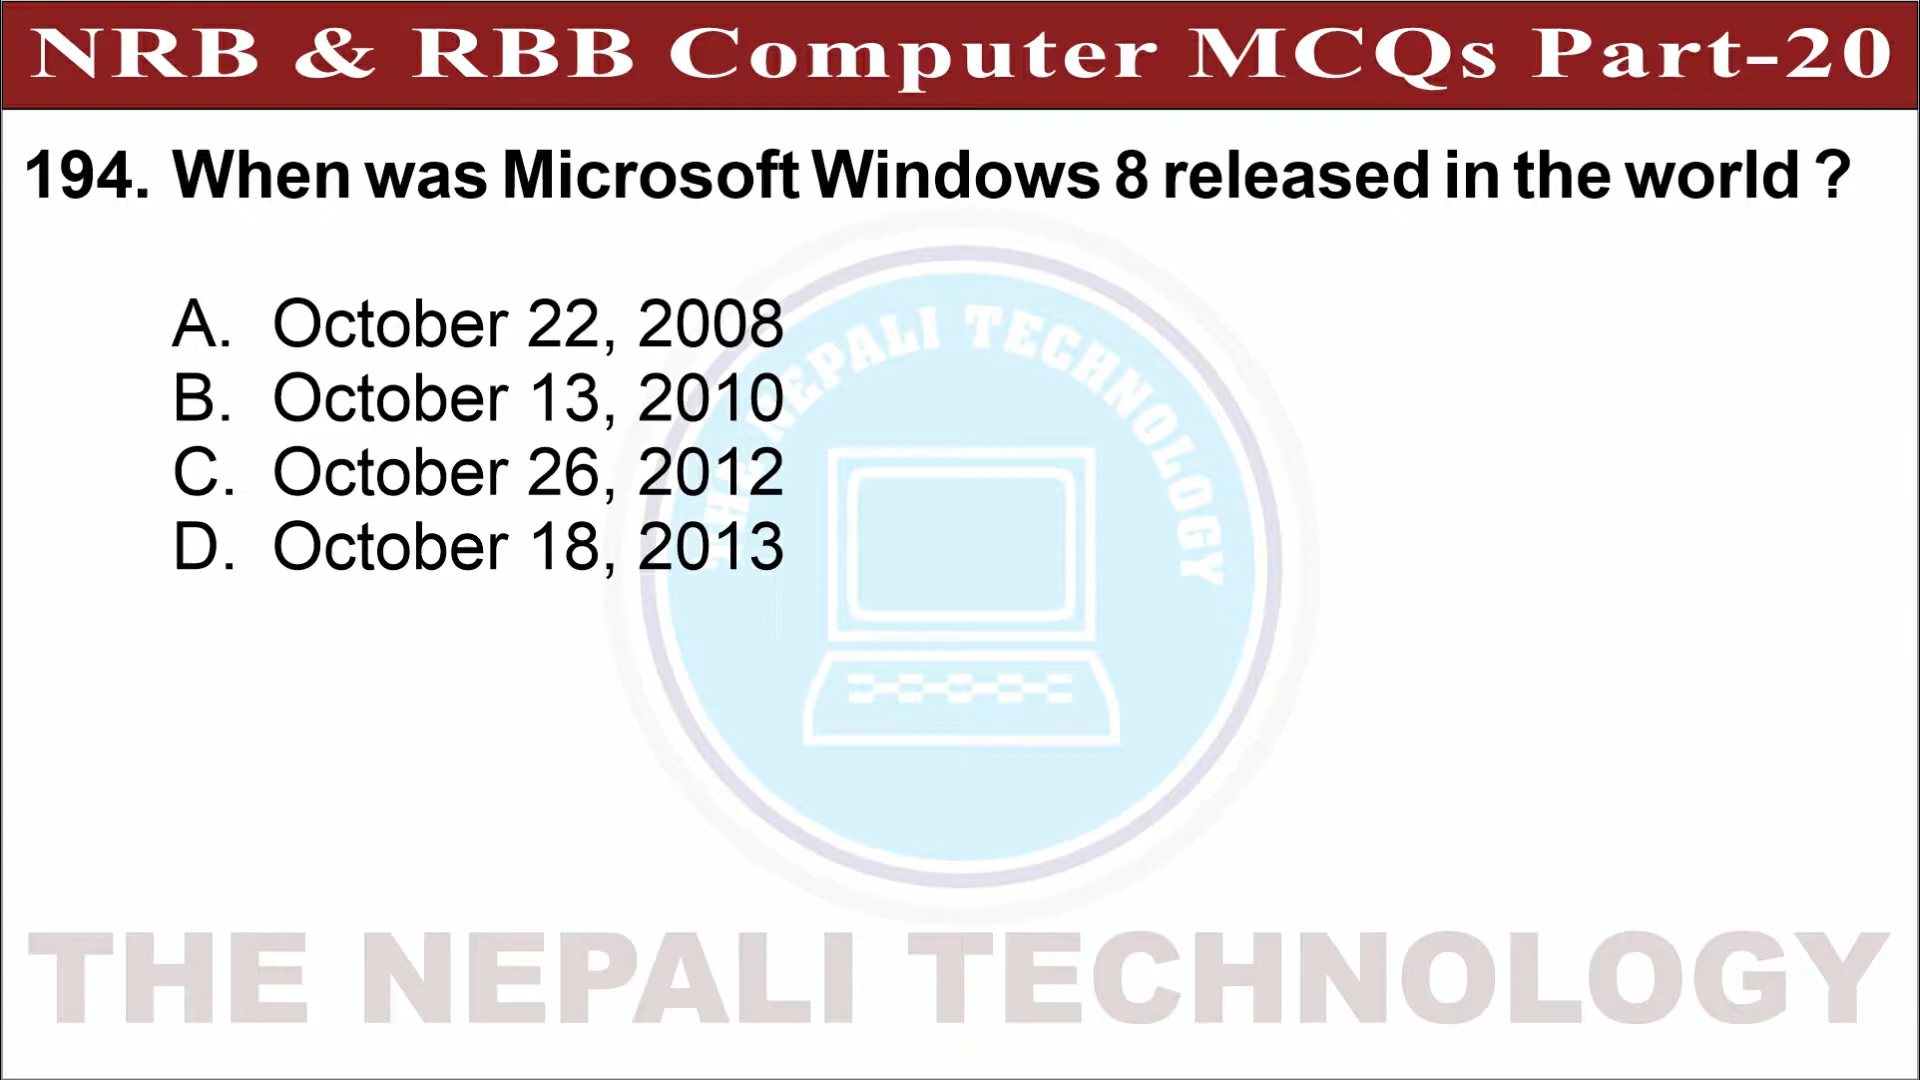 NRB & RBB Computer MCQs Part-20
194. When was Microsoft Windows 8 released in the world ?
A. October 22, 2008
B. October 13, 2010
C. October 26, 2012
D. October 18, 2013
THE NEPALI TECHNOLOGY
THE NEPALI TECHNOLOGY